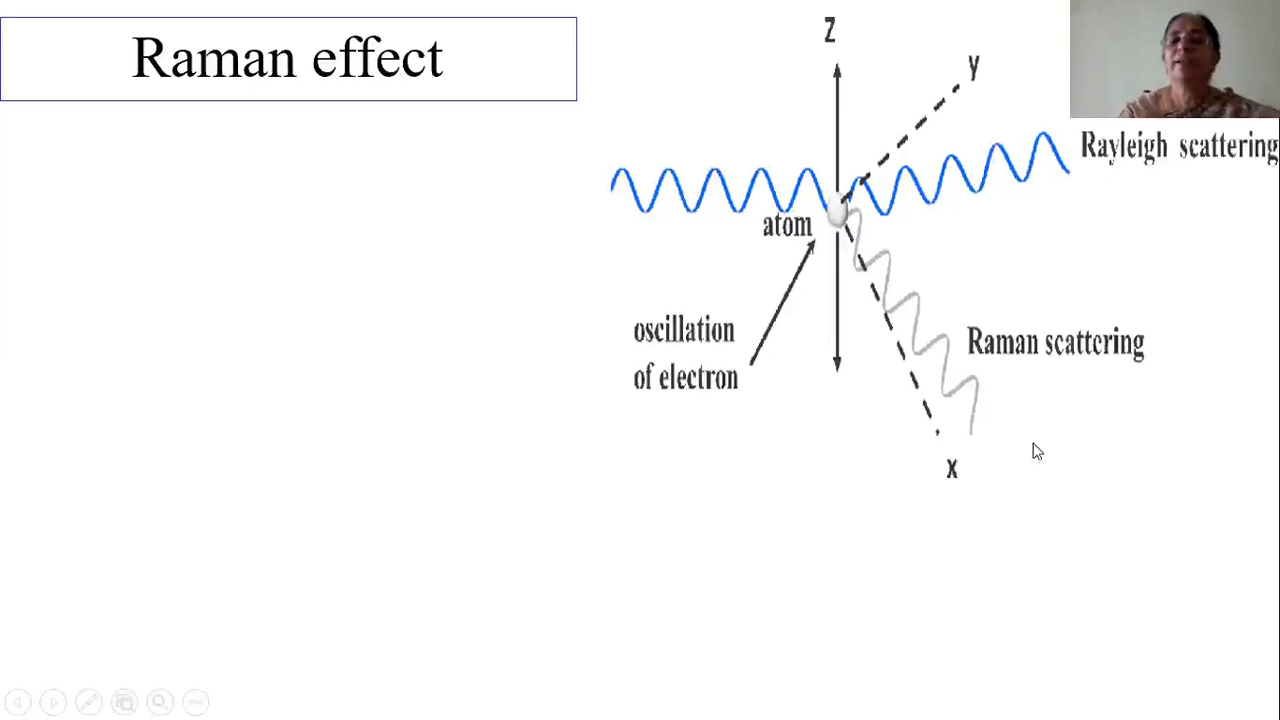 Raman effect
Z
y
Rayleigh scattering
atom
oscillation
of electron
Raman scattering
x